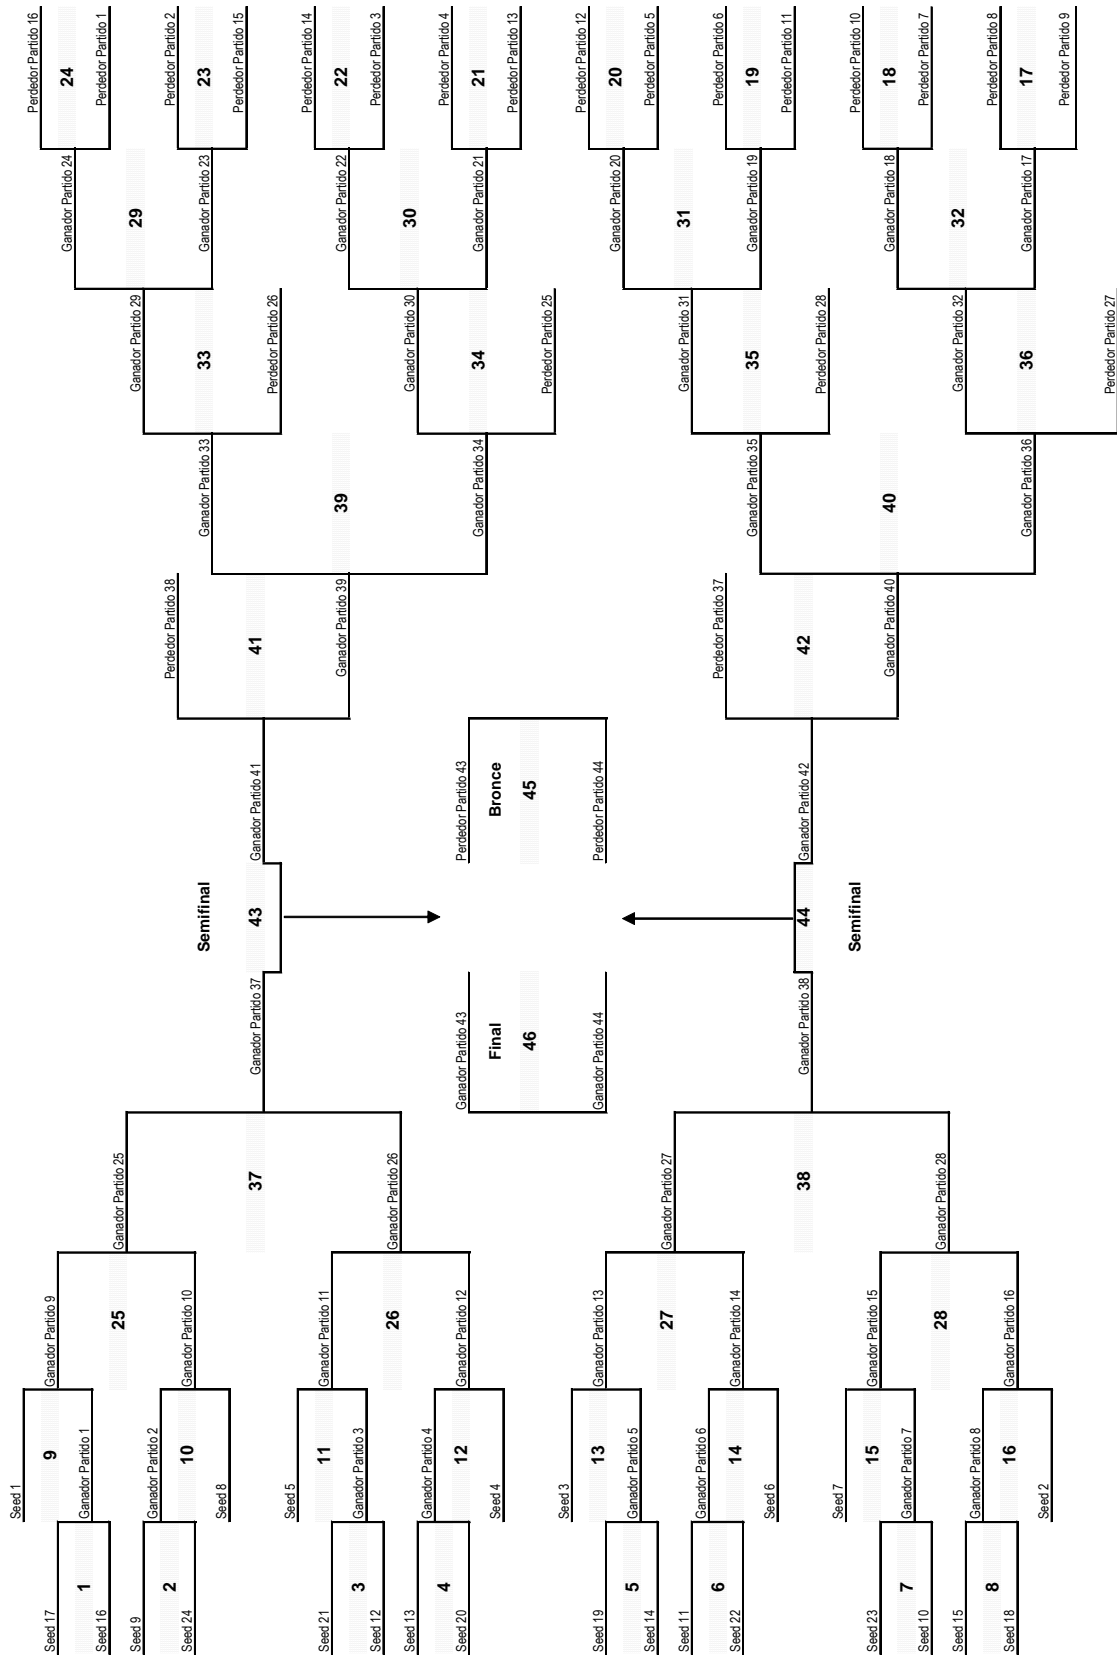 Seed 17
1
Seed 16
Seed 9
2
Seed 24
Seed 21
3
Seed 12
Seed 13
4
Seed 20
Seed 19
5
Seed 14
Seed 11
6
Seed 22
Seed 23
7
Seed 10
Seed 15
8
Seed 18
Seed 1
9
Ganador Partido 1
Ganador Partido 2
10
Seed 8
Seed 5
11
Ganador Partido 3
Ganador Partido 4
12
Seed 4
Seed 3
13
Ganador Partido 5
Ganador Partido 6
14
Seed 6
Seed 7
15
Ganador Partido 7
Ganador Partido 8
16
Seed 2
Ganador Partido 9
25
Ganador Partido 10
Ganador Partido 11
26
Ganador Partido 12
Ganador Partido 13
27
Ganador Partido 14
Ganador Partido 15
28
Ganador Partido 16
Ganador Partido 25
37
Ganador Partido 26
Ganador Partido 27
38
Ganador Partido 28
Ganador Partido 37
Ganador Partido 43
Final
46
Ganador Partido 44
Ganador Partido 38
Semifinal
43
44
Semifinal
Ganador Partido 41
Perdedor Partido 43
Bronce
45
Perdedor Partido 44
Ganador Partido 42
Perdedor Partido 38
41
Ganador Partido 39
Perdedor Partido 37
42
Ganador Partido 40
Ganador Partido 33
39
Ganador Partido 34
Ganador Partido 35
40
Ganador Partido 36
Ganador Partido 29
33
Perdedor Partido 26
Ganador Partido 30
34
Perdedor Partido 25
Ganador Partido 31
35
Perdedor Partido 28
Ganador Partido 32
36
Perdedor Partido 27
Ganador Partido 24
29
Ganador Partido 23
Ganador Partido 22
30
Ganador Partido 21
Ganador Partido 20
31
Ganador Partido 19
Ganador Partido 18
32
Ganador Partido 17
Perdedor Partido 16
24
Perdedor Partido 1
Perdedor Partido 2
23
Perdedor Partido 15
Perdedor Partido 14
22
Perdedor Partido 3
Perdedor Partido 4
21
Perdedor Partido 13
Perdedor Partido 12
20
Perdedor Partido 5
Perdedor Partido 6
19
Perdedor Partido 11
Perdedor Partido 10
18
Perdedor Partido 7
Perdedor Partido 8
17
Perdedor Partido 9